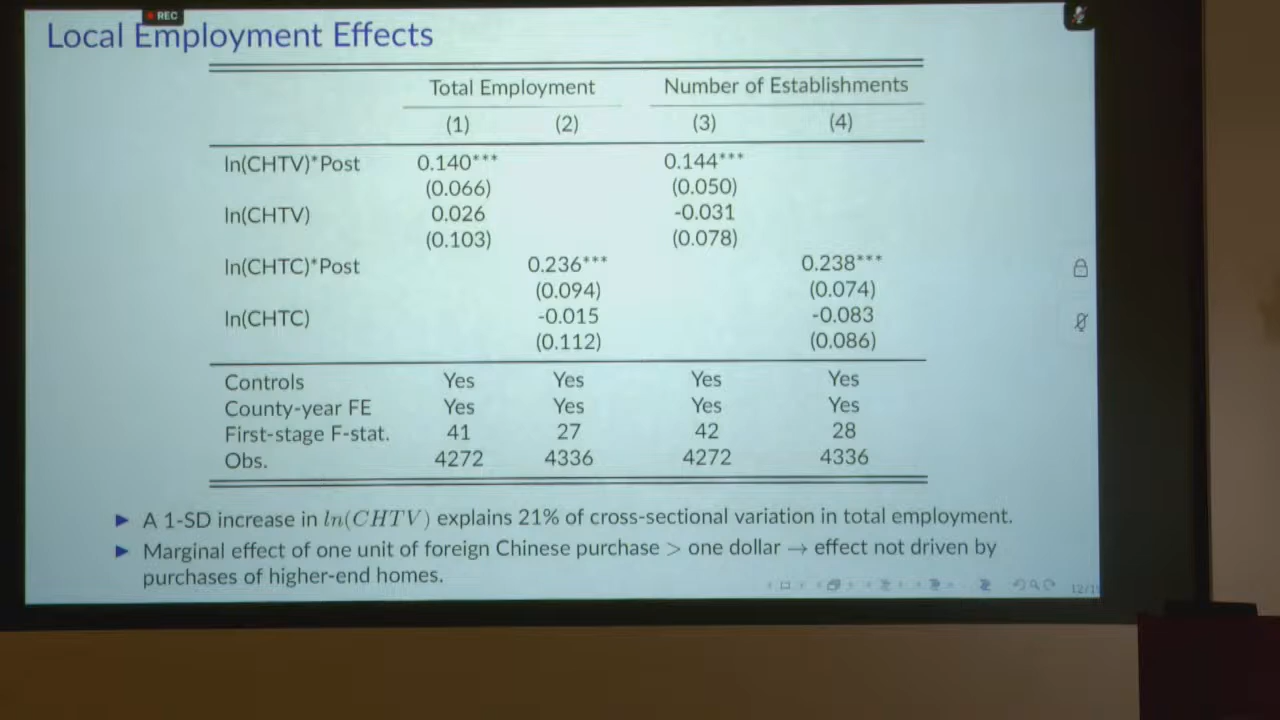 REC
Local Employment Effects
Total Employment Number of Establishments
(1) (2) (3) (4)
ln(CHTV)*Post 0.140*** 0.144***
(0.066) (0.050)
ln(CHTV) 0.026 -0.031
(0.103) (0.078)
ln(CHTC)*Post 0.236*** 0.238***
(0.094) (0.074)
ln(CHTC) -0.015 -0.083
(0.112) (0.086)
Controls Yes Yes Yes Yes
County-year FE Yes Yes Yes Yes
First-stage F-stat. 41 27 42 28
Obs. 4272 4336 4272 4336
▶ A 1-SD increase in ln(CHTV) explains 21% of cross-sectional variation in total employment.
▶ Marginal effect of one unit of foreign Chinese purchase > one dollar → effect not driven by
purchases of higher-end homes.